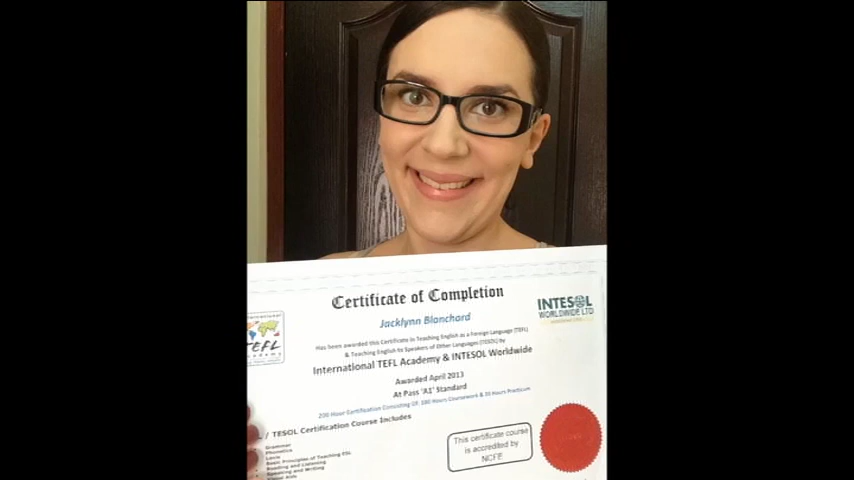 Certificate of Completion
Jacklynn Blanchard
INTESOL
WORLDWIDE LTD
TEFL
Has been awarded this Certificate in Teaching English as a Foreign Language (TEFL)
& Teaching English to Speakers of Other Languages (TESOL) by
International TEFL Academy & INTESOL Worldwide
Awarded April 2013
At Pass 'A1' Standard
200 Hour Certification Consisting Of: 180 Hours Coursework & 20 Hours Practicum
/ TESOL Certification Course Includes
Grammar
Phonetics
Lexis
Basic Principles of Teaching ESL
Reading and Listening
Speaking and Writing
Visual Aids
This certificate course
is accredited by
NCFE